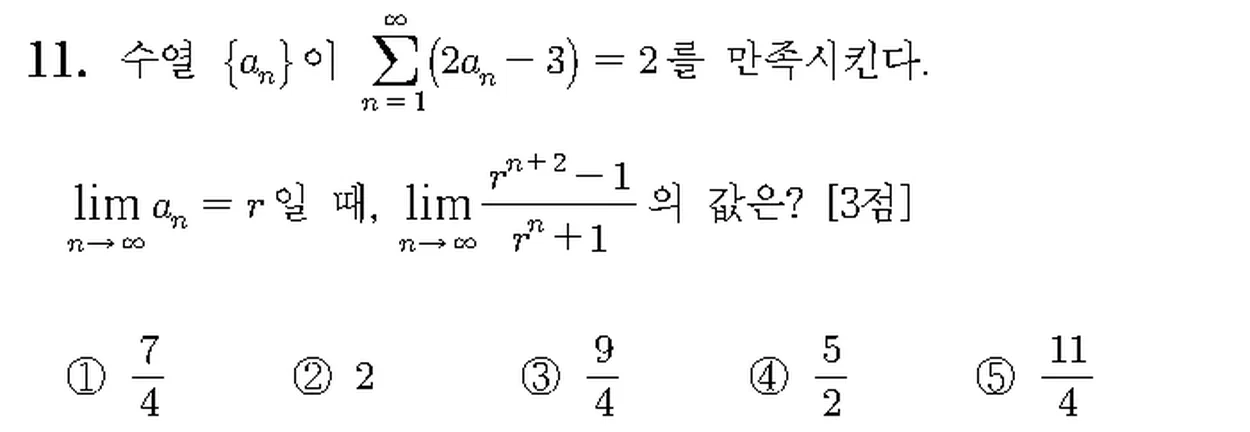 11. 수열 {aₙ}이 ∑_{n=1}^{∞}(2aₙ − 3) = 2를 만족시킨다.
lim_{n→∞} aₙ = r일 때, lim_{n→∞} (r^{n+2} − 1)/(r^n + 1)의 값은? [3점]
① 7/4 ② 2 ③ 9/4 ④ 5/2 ⑤ 11/4